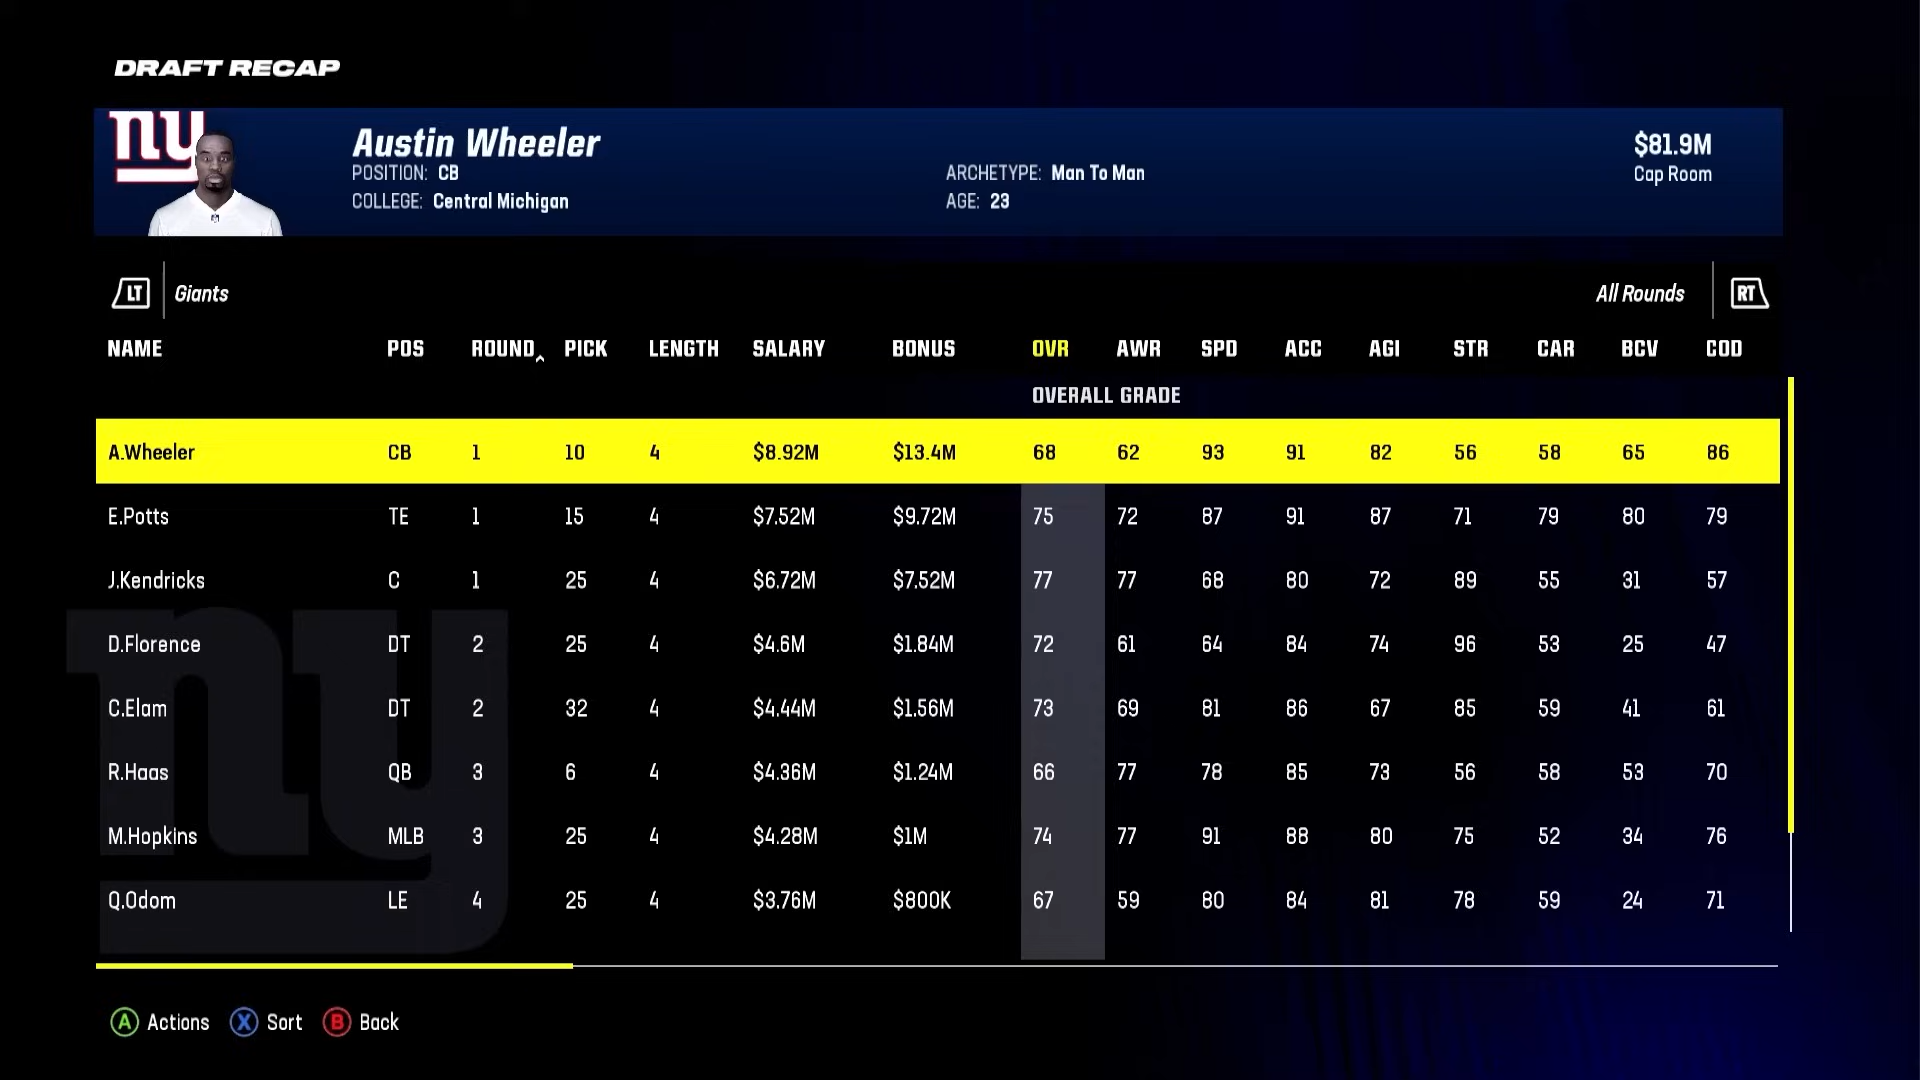 DRAFT RECAP
ny
Austin Wheeler
POSITION: CB
COLLEGE: Central Michigan
ARCHETYPE: Man To Man
AGE: 23
$81.9M
Cap Room
LT Giants
All Rounds RT
NAME POS ROUND PICK LENGTH SALARY BONUS OVR AWR SPD ACC AGI STR CAR BCV COD
OVERALL GRADE
A.Wheeler CB 1 10 4 $8.92M $13.4M 68 62 93 91 82 56 58 65 86
E.Potts TE 1 15 4 $7.52M $9.72M 75 72 87 91 87 71 79 80 79
J.Kendricks C 1 25 4 $6.72M $7.52M 77 77 68 80 72 89 55 31 57
D.Florence DT 2 25 4 $4.6M $1.84M 72 61 64 84 74 96 53 25 47
C.Elam DT 2 32 4 $4.44M $1.56M 73 69 81 86 67 85 59 41 61
R.Haas QB 3 6 4 $4.36M $1.24M 66 77 78 85 73 56 58 53 70
M.Hopkins MLB 3 25 4 $4.28M $1M 74 77 91 88 80 75 52 34 76
Q.Odom LE 4 25 4 $3.76M $800K 67 59 80 84 81 78 59 24 71
ny
A Actions X Sort B Back